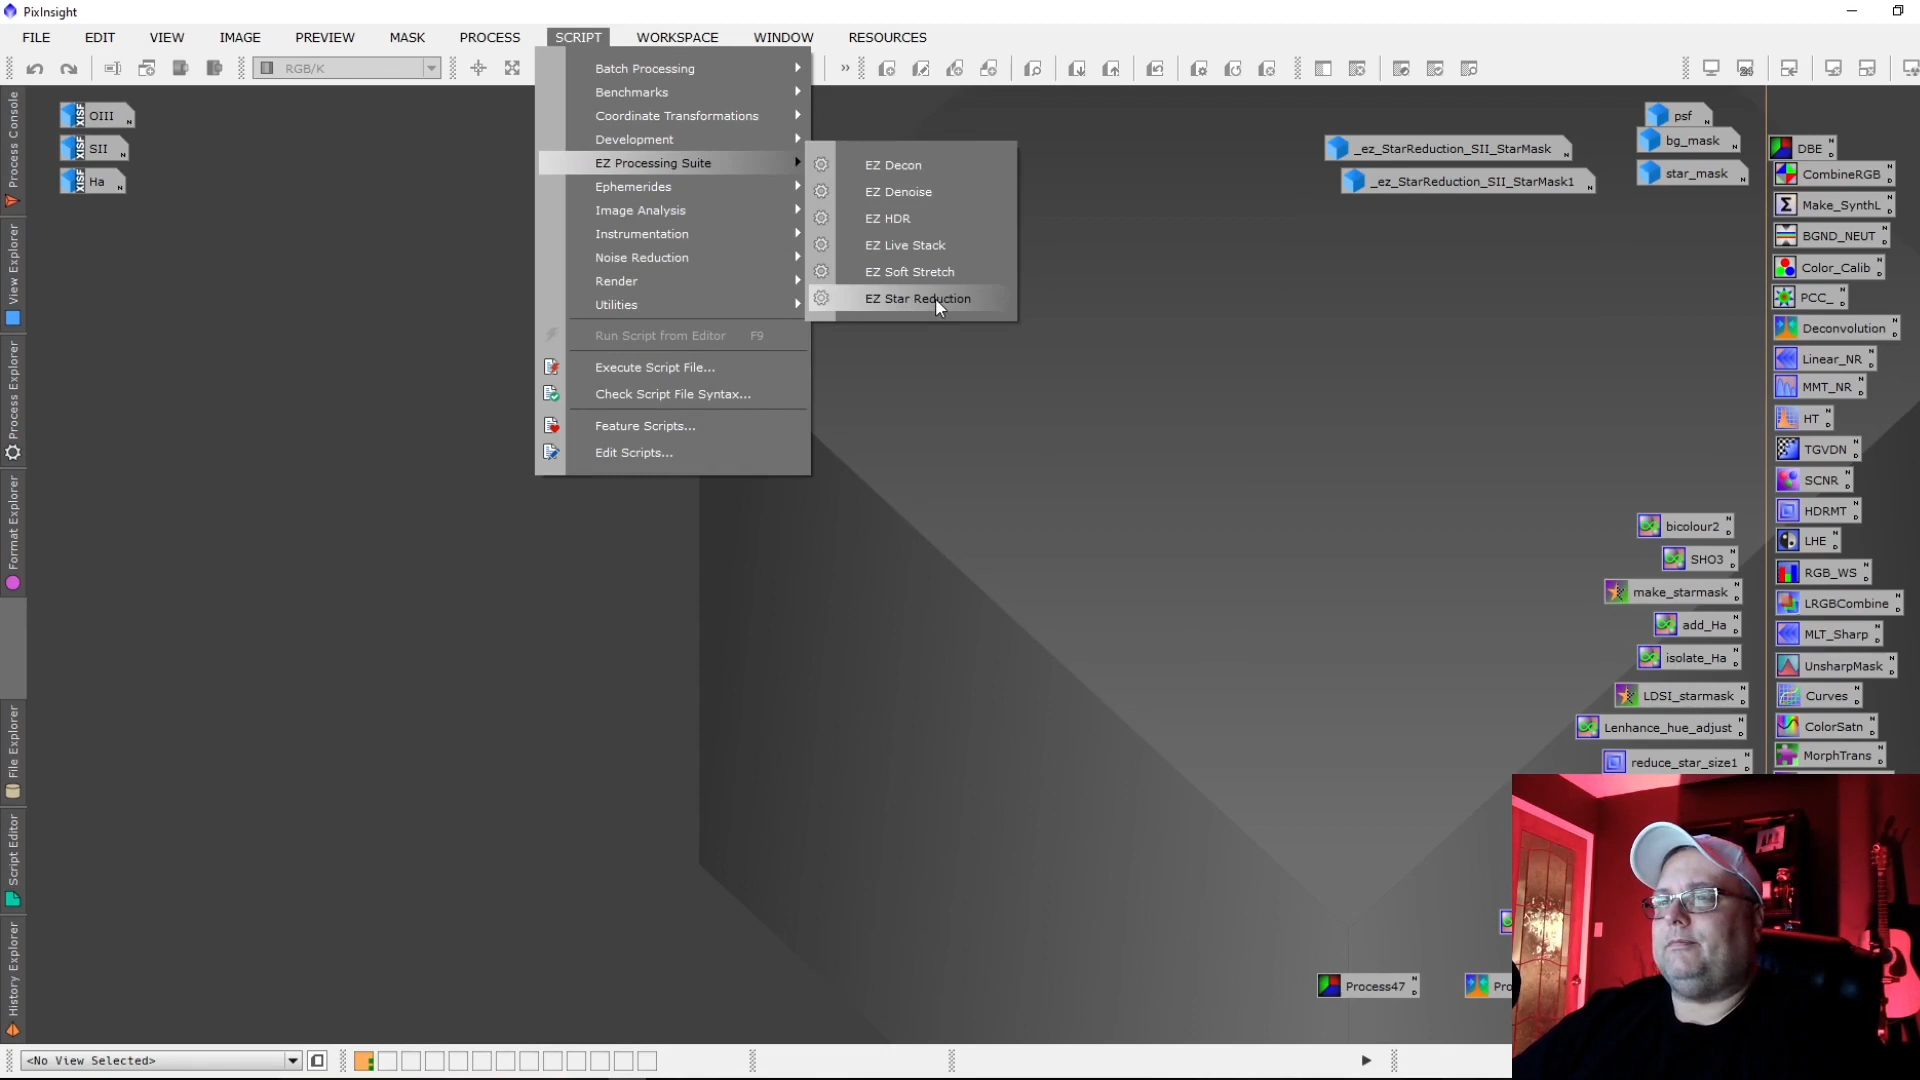 PixInsight
FILE EDIT VIEW IMAGE PREVIEW MASK PROCESS SCRIPT WORKSPACE WINDOW RESOURCES
RGB/K
Process Console
View Explorer
Process Explorer
Format Explorer
File Explorer
Script Editor
History Explorer
OIII
SII
Ha
Batch Processing
Benchmarks
Coordinate Transformations
Development
EZ Processing Suite
Ephemerides
Image Analysis
Instrumentation
Noise Reduction
Render
Utilities
Run Script from Editor F9
Execute Script File...
Check Script File Syntax...
Feature Scripts...
Edit Scripts...
EZ Decon
EZ Denoise
EZ HDR
EZ Live Stack
EZ Soft Stretch
EZ Star Reduction
_ez_StarReduction_SII_StarMask
_ez_StarReduction_SII_StarMask1
psf
bg_mask
star_mask
bicolour2
SHO3
make_starmask
add_Ha
isolate_Ha
LDSI_starmask
Lenhance_hue_adjust
reduce_star_size1
DBE
CombineRGB
Make_SynthL
BGND_NEUT
Color_Calib
PCC_
Deconvolution
Linear_NR
MMT_NR
HT
TGVDN
SCNR
HDRMT
LHE
RGB_WS
LRGBCombine
MLT_Sharp
UnsharpMask
Curves
ColorSatn
MorphTrans
Process47
Pro
<No View Selected>